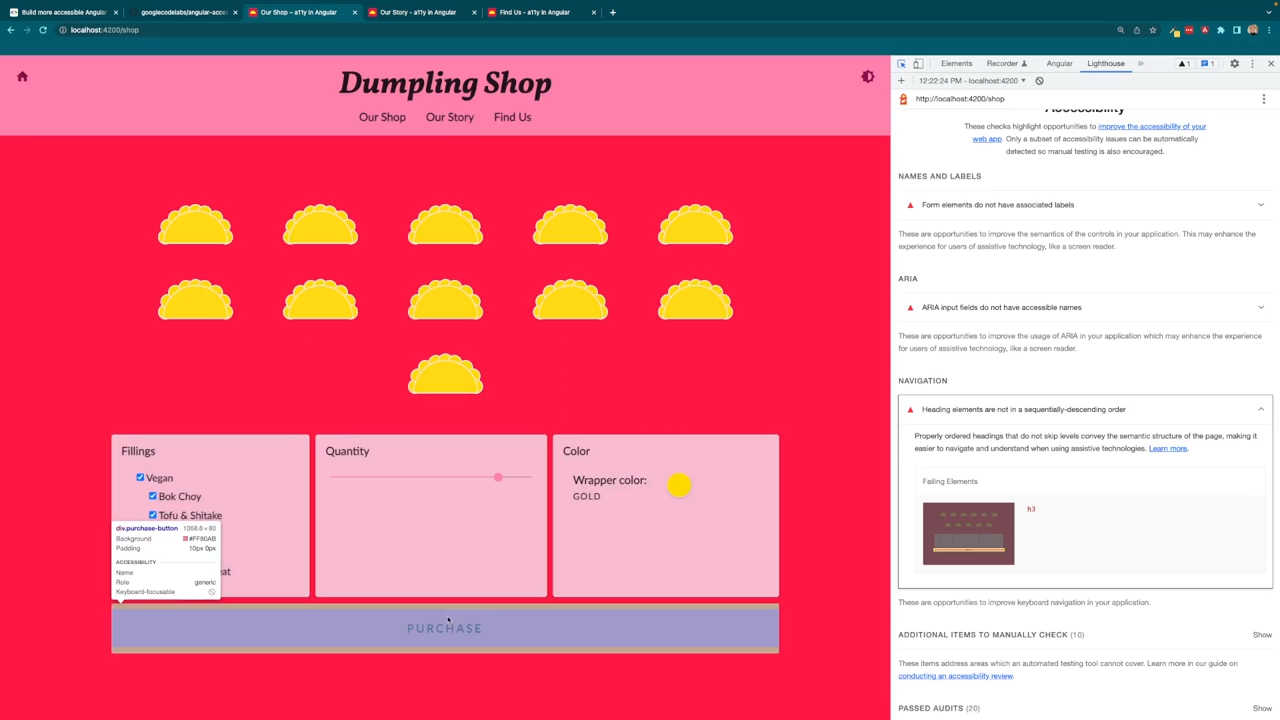 Build more accessible Angular
googlecodelabs/angular-acce
Our Shop – a11y in Angular
Our Story - a11y in Angular
Find Us - a11y in Angular
localhost:4200/shop
Dumpling Shop
Our Shop Our Story Find Us
Fillings
Vegan
Bok Choy
Tofu & Shitake
eat
Quantity
Color
Wrapper color:
GOLD
div.purchase-button 1068.6 × 80
Background #FF80AB
Padding 10px 0px
ACCESSIBILITY
Name
Role generic
Keyboard-focusable
PURCHASE
Elements Recorder Angular Lighthouse » 1 1
12:22:24 PM - localhost:4200
http://localhost:4200/shop
Accessibility
These checks highlight opportunities to improve the accessibility of your
web app. Only a subset of accessibility issues can be automatically
detected so manual testing is also encouraged.
NAMES AND LABELS
Form elements do not have associated labels
These are opportunities to improve the semantics of the controls in your application. This may enhance the
experience for users of assistive technology, like a screen reader.
ARIA
ARIA input fields do not have accessible names
These are opportunities to improve the usage of ARIA in your application which may enhance the experience
for users of assistive technology, like a screen reader.
NAVIGATION
Heading elements are not in a sequentially-descending order
Properly ordered headings that do not skip levels convey the semantic structure of the page, making it
easier to navigate and understand when using assistive technologies. Learn more.
Failing Elements
h3
These are opportunities to improve keyboard navigation in your application.
ADDITIONAL ITEMS TO MANUALLY CHECK (10) Show
These items address areas which an automated testing tool cannot cover. Learn more in our guide on
conducting an accessibility review.
PASSED AUDITS (20) Show